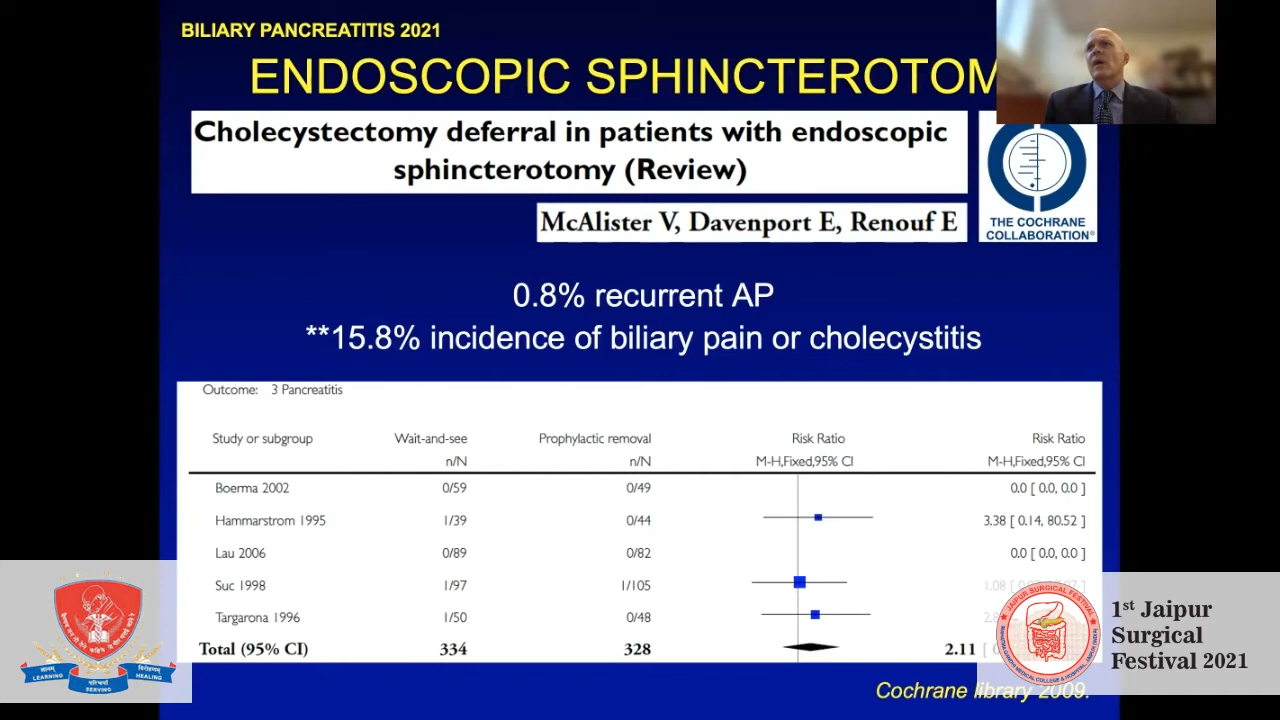 BILIARY PANCREATITIS 2021
ENDOSCOPIC SPHINCTEROTOM
Cholecystectomy deferral in patients with endoscopic
sphincterotomy (Review)
McAlister V, Davenport E, Renouf E
THE COCHRANE
COLLABORATION®
0.8% recurrent AP
**15.8% incidence of biliary pain or cholecystitis
Outcome: 3 Pancreatitis
Study or subgroup Wait-and-see Prophylactic removal Risk Ratio Risk Ratio
n/N n/N M-H,Fixed,95% CI M-H,Fixed,95% CI
Boerma 2002 0/59 0/49 0.0 [ 0.0, 0.0 ]
Hammarstrom 1995 1/39 0/44 3.38 [ 0.14, 80.52 ]
Lau 2006 0/89 0/82 0.0 [ 0.0, 0.0 ]
Suc 1998 1/97 1/105 1.08
Targarona 1996 1/50 0/48
Total (95% CI) 334 328 2.11 [
Cochrane library 2009.
LEARNING
SERVING
HEALING
JAIPUR SURGICAL FESTIVAL
1st Jaipur
Surgical
Festival 2021